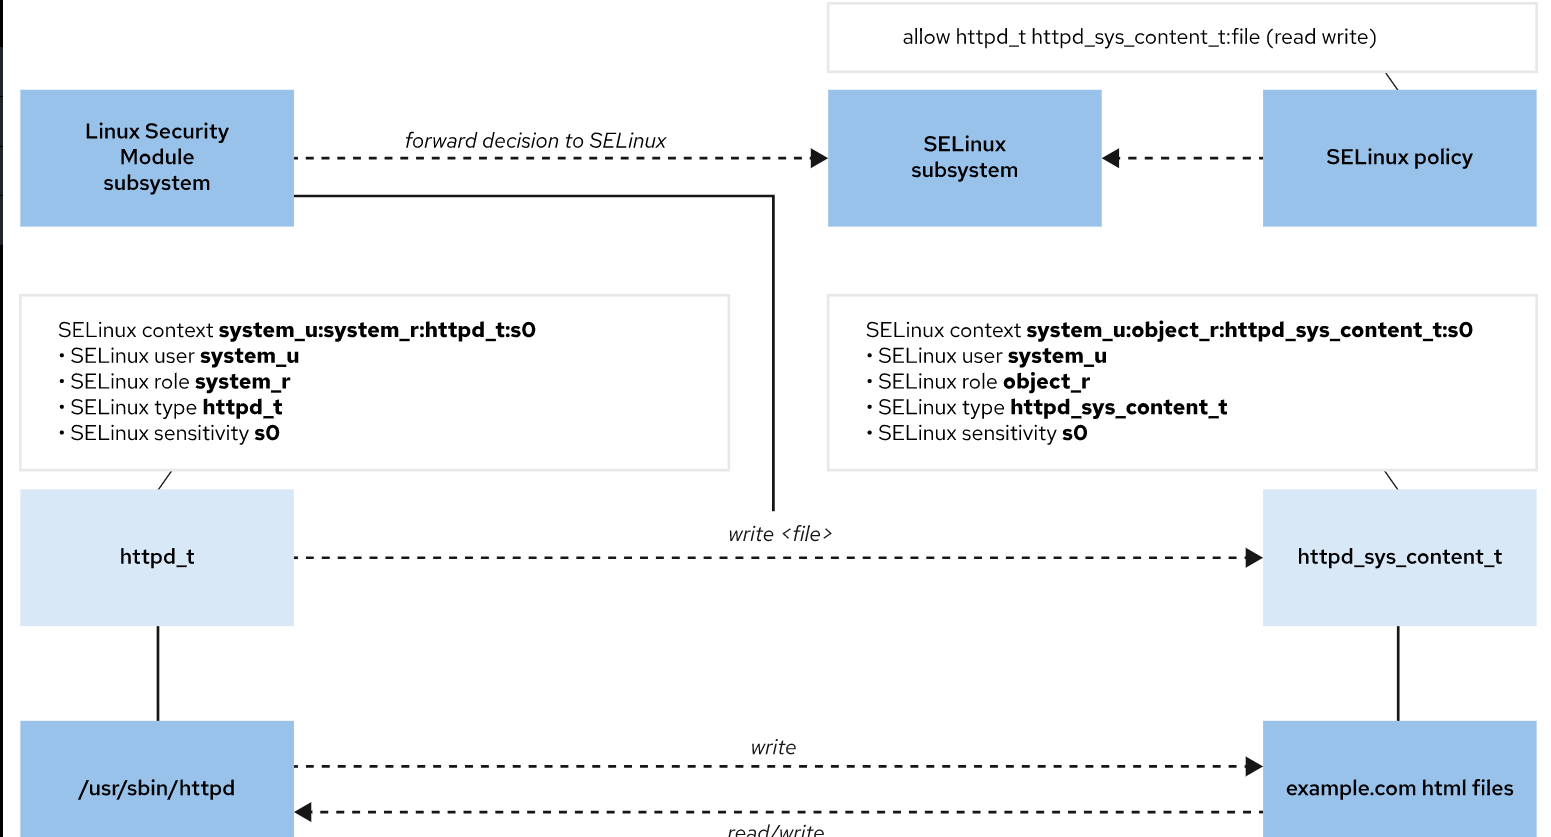 allow httpd_t httpd_sys_content_t:file (read write)
Linux Security
Module
subsystem
forward decision to SELinux
SELinux
subsystem
SELinux policy
SELinux context system_u:system_r:httpd_t:s0
• SELinux user system_u
• SELinux role system_r
• SELinux type httpd_t
• SELinux sensitivity s0
SELinux context system_u:object_r:httpd_sys_content_t:s0
• SELinux user system_u
• SELinux role object_r
• SELinux type httpd_sys_content_t
• SELinux sensitivity s0
httpd_t
write <file>
httpd_sys_content_t
/usr/sbin/httpd
write
example.com html files
read/write